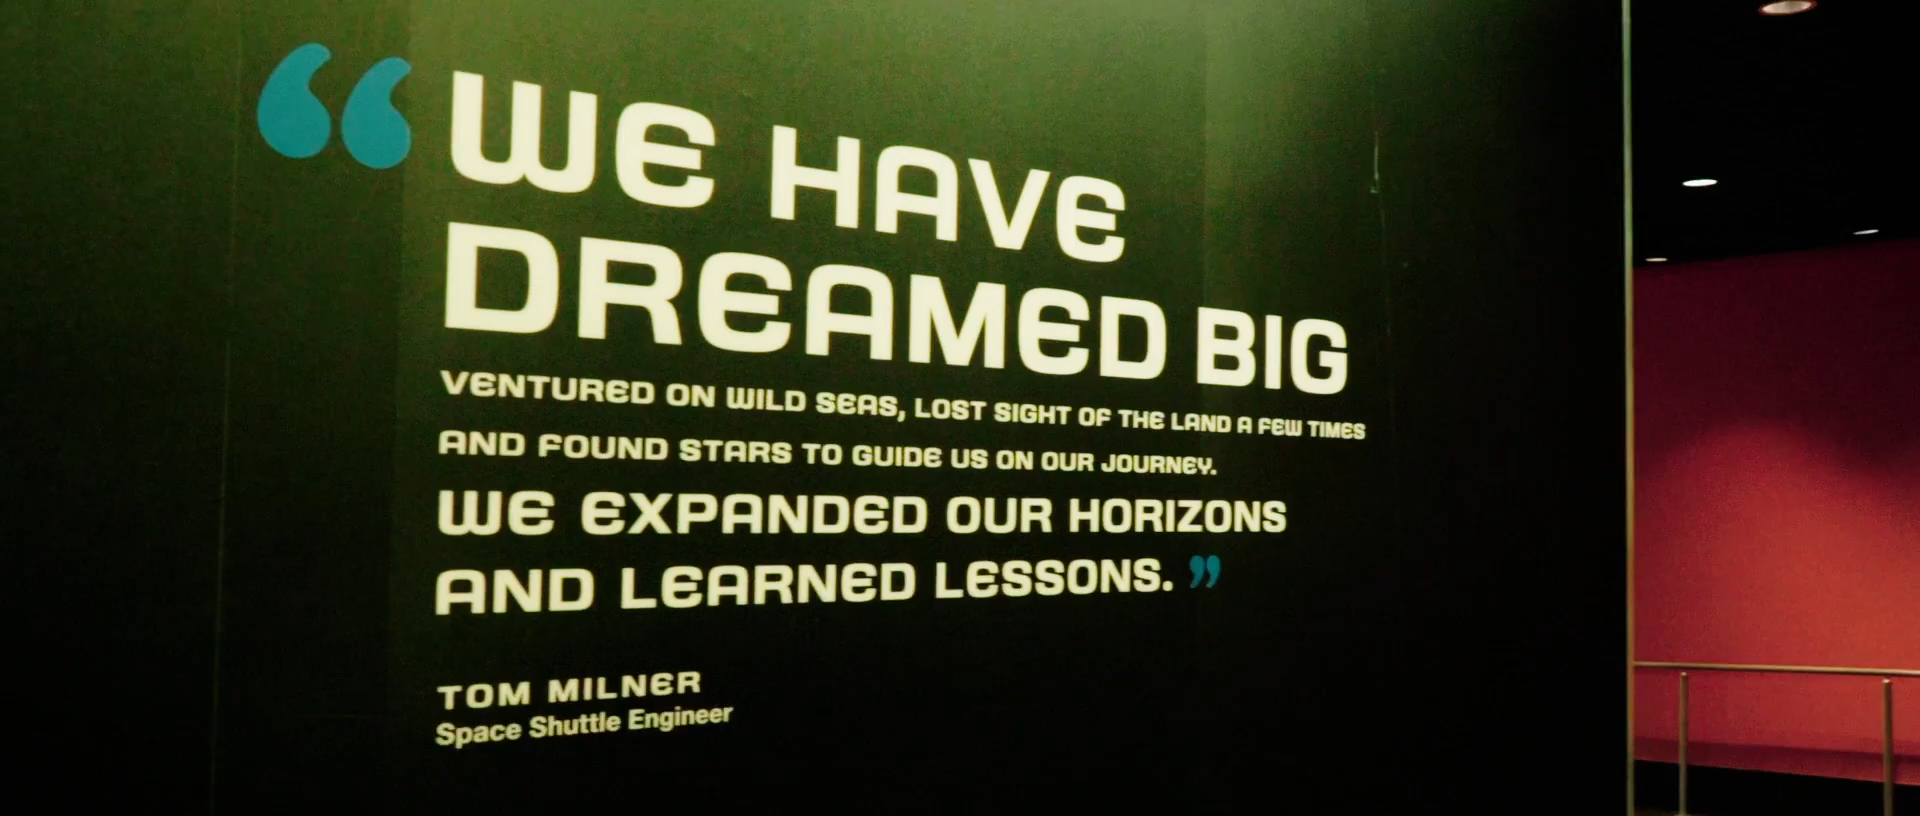 “WE HAVE
DREAMED BIG
VENTURED ON WILD SEAS, LOST SIGHT OF THE LAND A FEW TIMES
AND FOUND STARS TO GUIDE US ON OUR JOURNEY.
WE EXPANDED OUR HORIZONS
AND LEARNED LESSONS.”
TOM MILNER
Space Shuttle Engineer